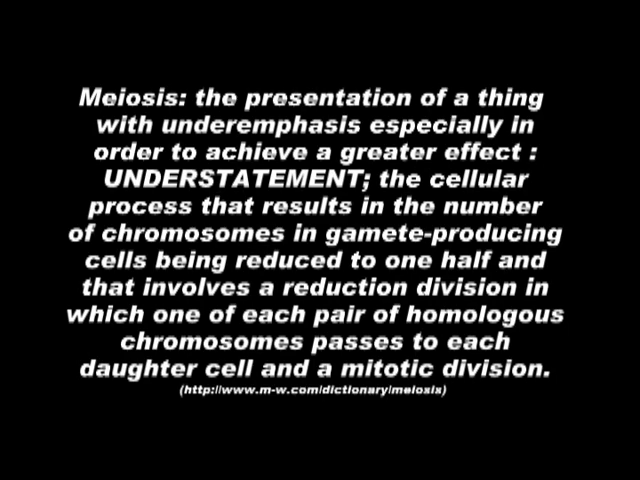 Meiosis: the presentation of a thing
with underemphasis especially in
order to achieve a greater effect :
UNDERSTATEMENT; the cellular
process that results in the number
of chromosomes in gamete-producing
cells being reduced to one half and
that involves a reduction division in
which one of each pair of homologous
chromosomes passes to each
daughter cell and a mitotic division.
(http://www.m-w.com/dictionary/meiosis)